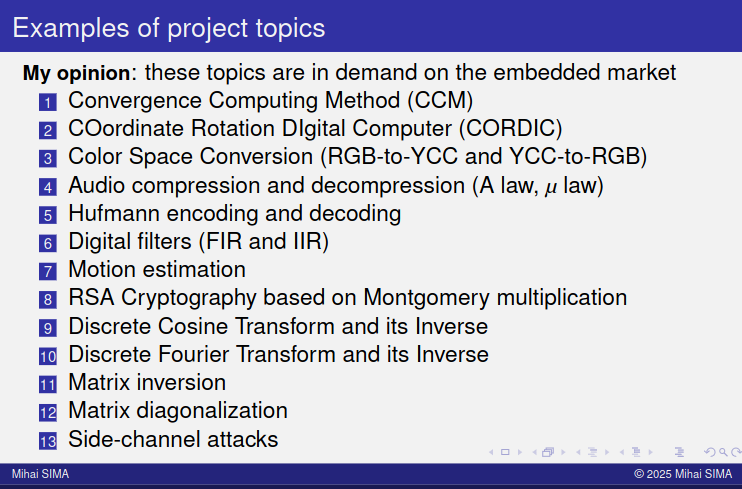 Examples of project topics
My opinion: these topics are in demand on the embedded market
1 Convergence Computing Method (CCM)
2 COordinate Rotation DIgital Computer (CORDIC)
3 Color Space Conversion (RGB-to-YCC and YCC-to-RGB)
4 Audio compression and decompression (A law, μ law)
5 Hufmann encoding and decoding
6 Digital filters (FIR and IIR)
7 Motion estimation
8 RSA Cryptography based on Montgomery multiplication
9 Discrete Cosine Transform and its Inverse
10 Discrete Fourier Transform and its Inverse
11 Matrix inversion
12 Matrix diagonalization
13 Side-channel attacks
Mihai SIMA
© 2025 Mihai SIMA